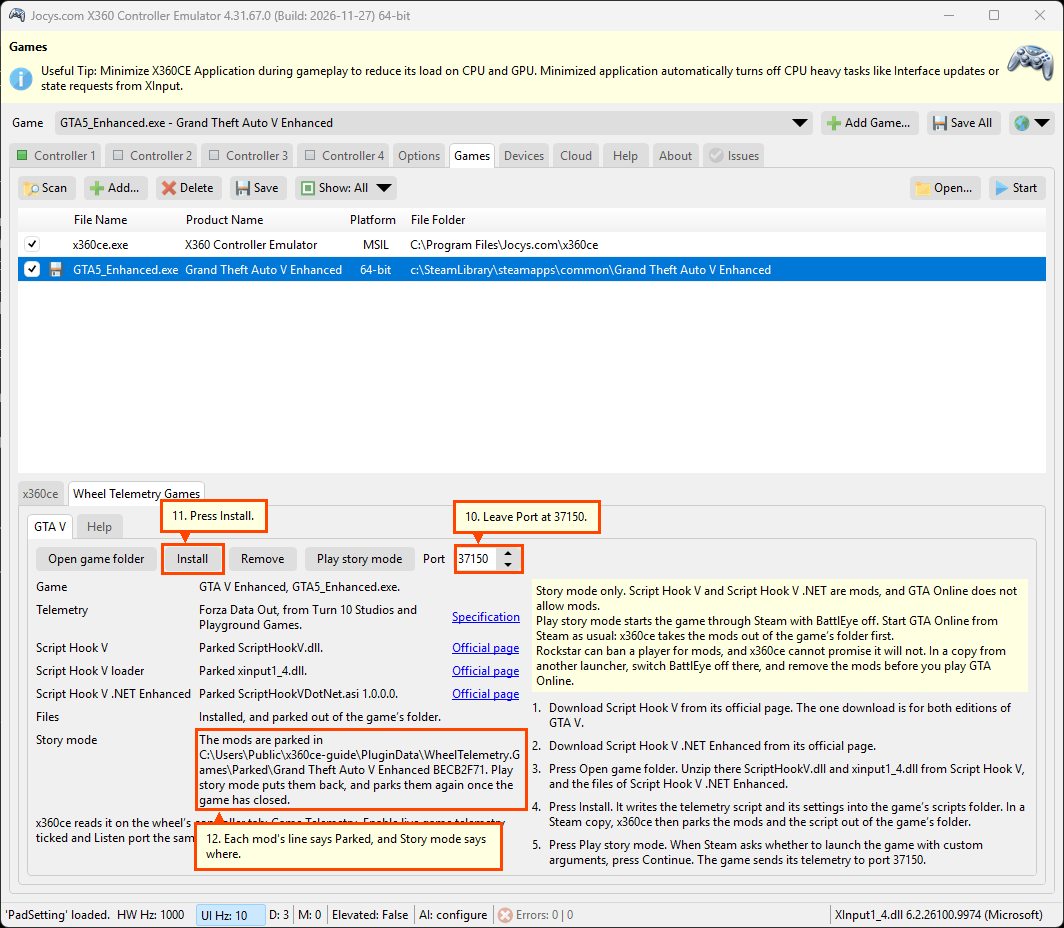 Jocys.com X360 Controller Emulator 4.31.67.0 (Build: 2026-11-27) 64-bit
Games
Useful Tip: Minimize X360CE Application during gameplay to reduce its load on CPU and GPU. Minimized application automatically turns off CPU heavy tasks like Interface updates or
state requests from XInput.
Game GTA5_Enhanced.exe - Grand Theft Auto V Enhanced Add Game... Save All
Controller 1 Controller 2 Controller 3 Controller 4 Options Games Devices Cloud Help About Issues
Scan Add... Delete Save Show: All Open... Start
File Name Product Name Platform File Folder
x360ce.exe X360 Controller Emulator MSIL C:\Program Files\Jocys.com\x360ce
GTA5_Enhanced.exe Grand Theft Auto V Enhanced 64-bit c:\SteamLibrary\steamapps\common\Grand Theft Auto V Enhanced
x360ce Wheel Telemetry Games
11. Press Install.
10. Leave Port at 37150.
GTA V Help
Open game folder Install Remove Play story mode Port 37150
Game GTA V Enhanced, GTA5_Enhanced.exe.
Telemetry Forza Data Out, from Turn 10 Studios and
Playground Games. Specification
Script Hook V Parked ScriptHookV.dll. Official page
Script Hook V loader Parked xinput1_4.dll. Official page
Script Hook V .NET Enhanced Parked ScriptHookVDotNet.asi 1.0.0.0. Official page
Files Installed, and parked out of the game's folder.
Story mode The mods are parked in
C:\Users\Public\x360ce-guide\PluginData\WheelTelemetry.G
ames\Parked\Grand Theft Auto V Enhanced BECB2F71. Play
story mode puts them back, and parks them again once the
game has closed.
x360ce reads it on the wheel's
ticked and Listen port the sam
12. Each mod's line says Parked, and Story mode says
where.
Story mode only. Script Hook V and Script Hook V .NET are mods, and GTA Online does not
allow mods.
Play story mode starts the game through Steam with BattlEye off. Start GTA Online from
Steam as usual: x360ce takes the mods out of the game's folder first.
Rockstar can ban a player for mods, and x360ce cannot promise it will not. In a copy from
another launcher, switch BattlEye off there, and remove the mods before you play GTA
Online.
1. Download Script Hook V from its official page. The one download is for both editions of
GTA V.
2. Download Script Hook V .NET Enhanced from its official page.
3. Press Open game folder. Unzip there ScriptHookV.dll and xinput1_4.dll from Script Hook V,
and the files of Script Hook V .NET Enhanced.
4. Press Install. It writes the telemetry script and its settings into the game's scripts folder. In a
Steam copy, x360ce then parks the mods and the script out of the game's folder.
5. Press Play story mode. When Steam asks whether to launch the game with custom
arguments, press Continue. The game sends its telemetry to port 37150.
'PadSetting' loaded. HW Hz: 1000 UI Hz: 10 D: 3 M: 0 Elevated: False AI: configure Errors: 0 | 0 XInput1_4.dll 6.2.26100.9974 (Microsoft)